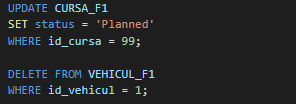 UPDATE CURSA_F1
SET status = 'Planned'
WHERE id_cursa = 99;
DELETE FROM VEHICUL_F1
WHERE id_vehicul = 1;